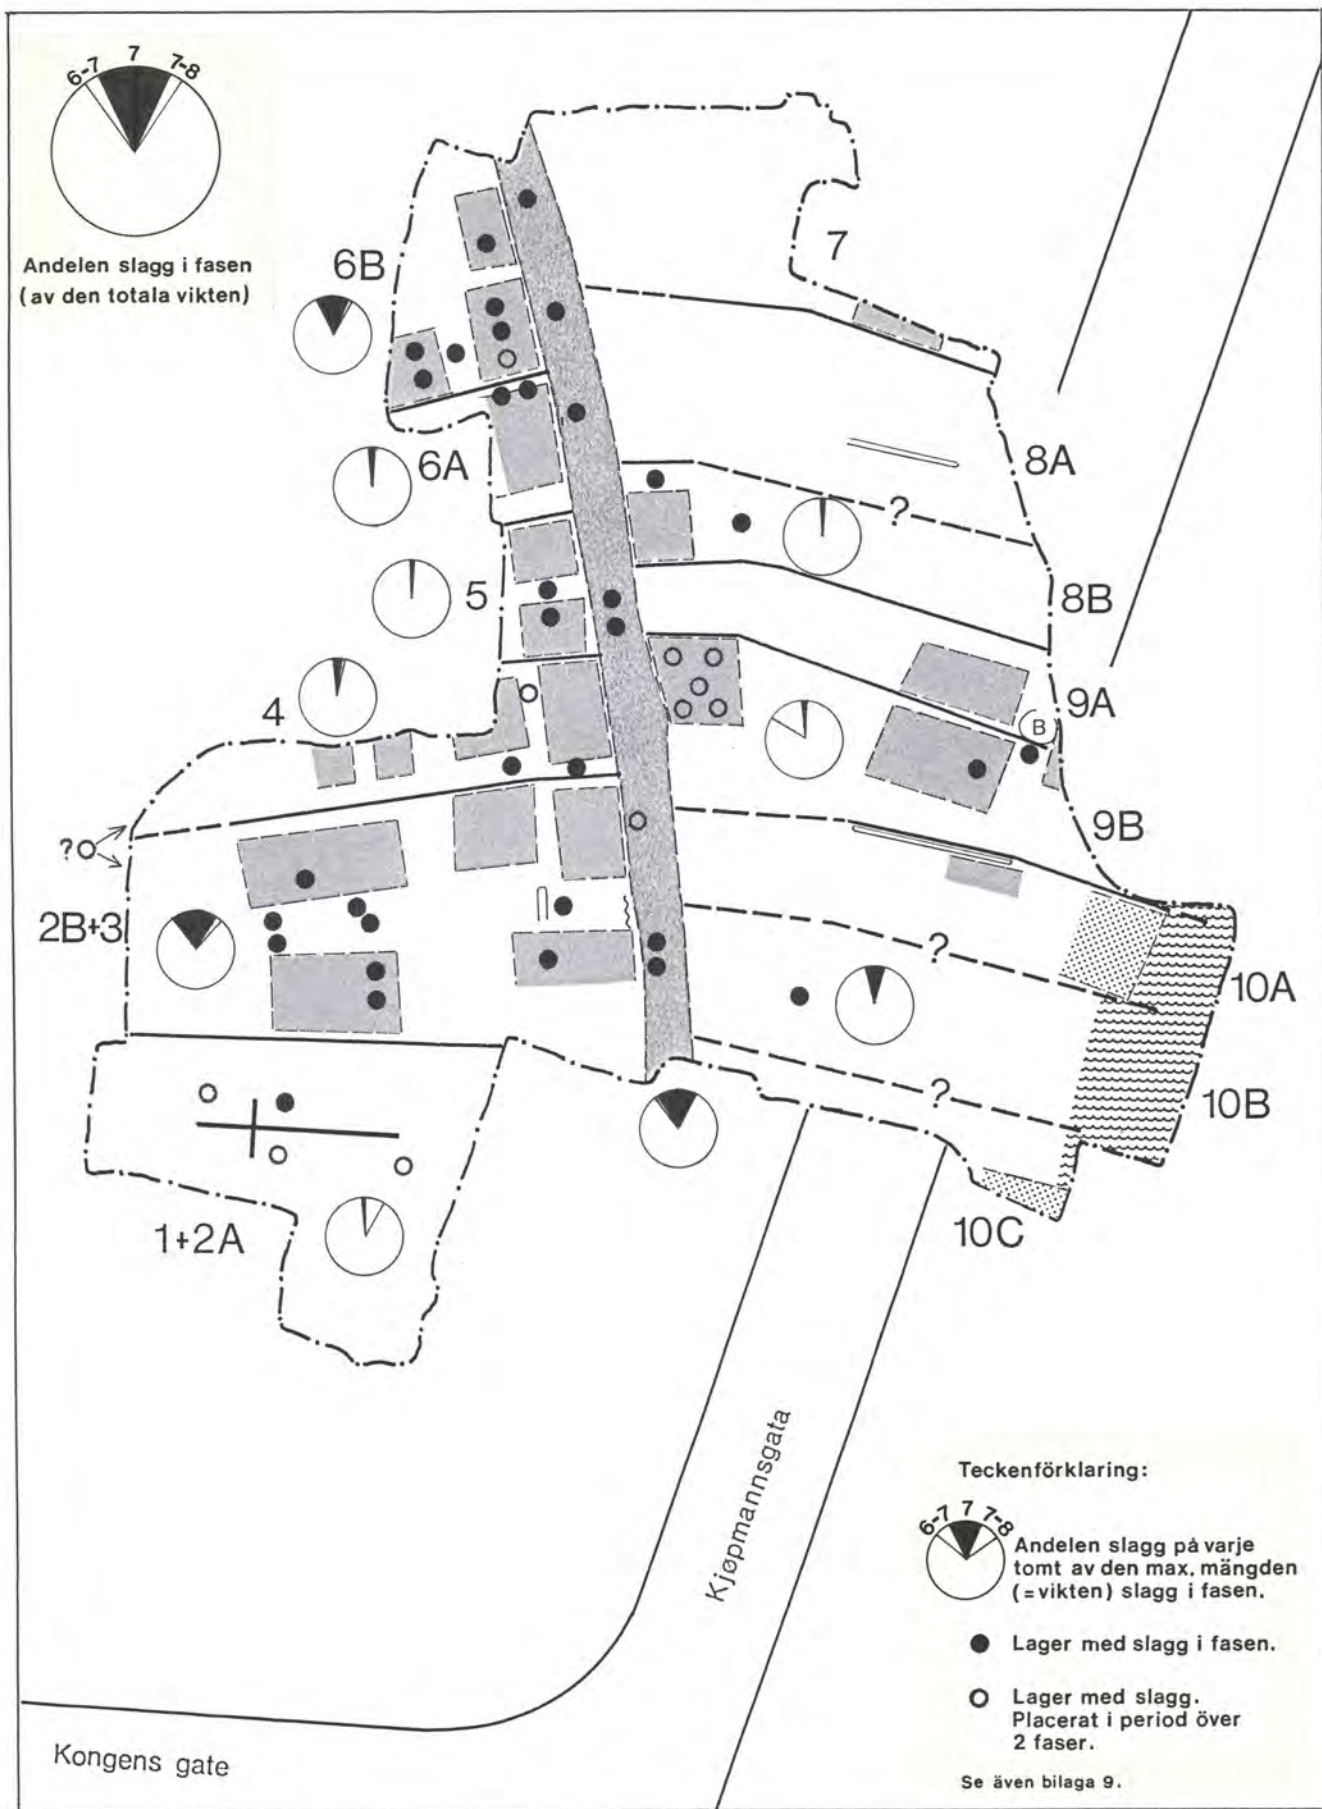 6-7 7 7-8
Andelen slagg i fasen
(av den totala vikten)
7
6B
6A
8A
?
5
8B
4
9A
B
9B
?
2B+3
?
10A
?
10B
1+2A
10C
Kjøpmannsgata
Kongens gate
Teckenförklaring:
6-7 7 7-8
Andelen slagg på varje
tomt av den max. mängden
(=vikten) slagg i fasen.
Lager med slagg i fasen.
Lager med slagg.
Placerat i period över
2 faser.
Se även bilaga 9.